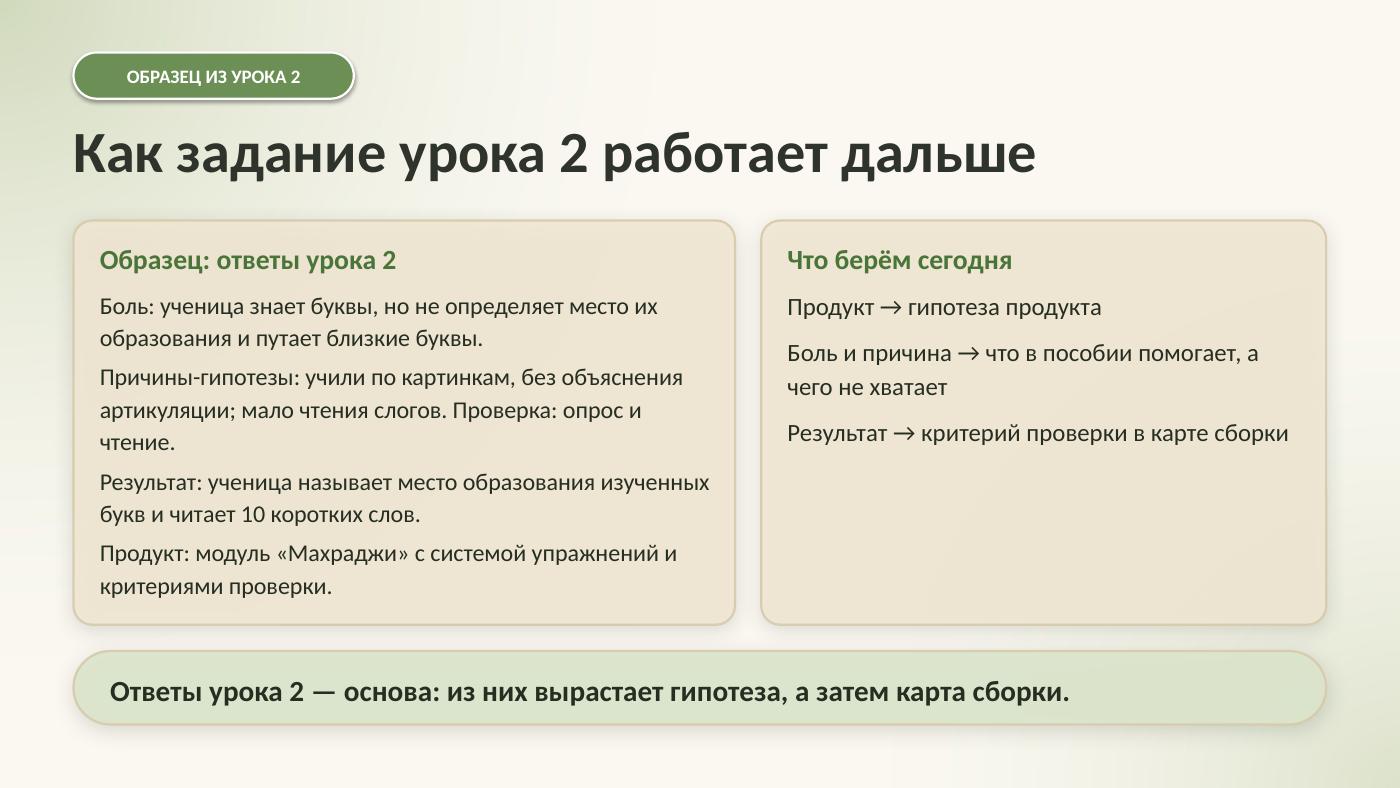 ОБРАЗЕЦ ИЗ УРОКА 2
Как задание урока 2 работает дальше
Образец: ответы урока 2
Боль: ученица знает буквы, но не определяет место их
образования и путает близкие буквы.
Причины-гипотезы: учили по картинкам, без объяснения
артикуляции; мало чтения слогов. Проверка: опрос и
чтение.
Результат: ученица называет место образования изученных
букв и читает 10 коротких слов.
Продукт: модуль «Махраджи» с системой упражнений и
критериями проверки.
Что берём сегодня
Продукт → гипотеза продукта
Боль и причина → что в пособии помогает, а
чего не хватает
Результат → критерий проверки в карте сборки
Ответы урока 2 — основа: из них вырастает гипотеза, а затем карта сборки.